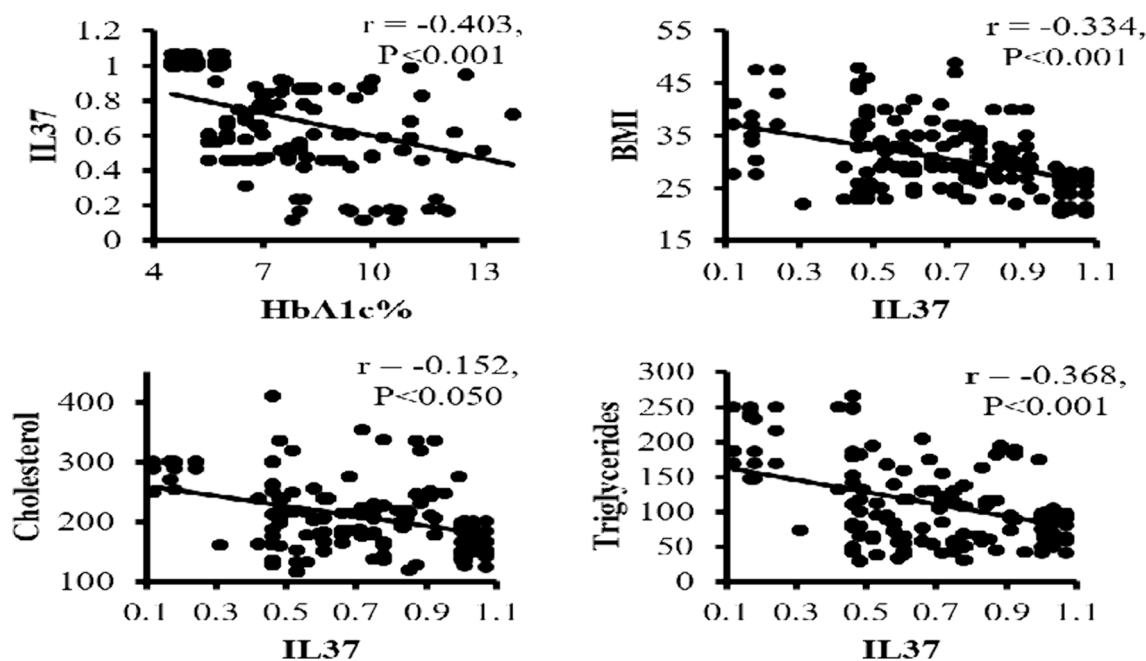 r = -0.403,
P<0.001
1.2
1
0.8
0.6
0.4
0.2
0
IL37
4 7 10 13
HbA1c%
r = -0.334,
P<0.001
55
45
35
25
15
BMI
0.1 0.3 0.5 0.7 0.9 1.1
IL37
r = -0.152,
P<0.050
400
300
200
100
Cholesterol
0.1 0.3 0.5 0.7 0.9 1.1
IL37
r = -0.368,
P<0.001
300
250
200
150
100
50
0
Triglycerides
0.1 0.3 0.5 0.7 0.9 1.1
IL37